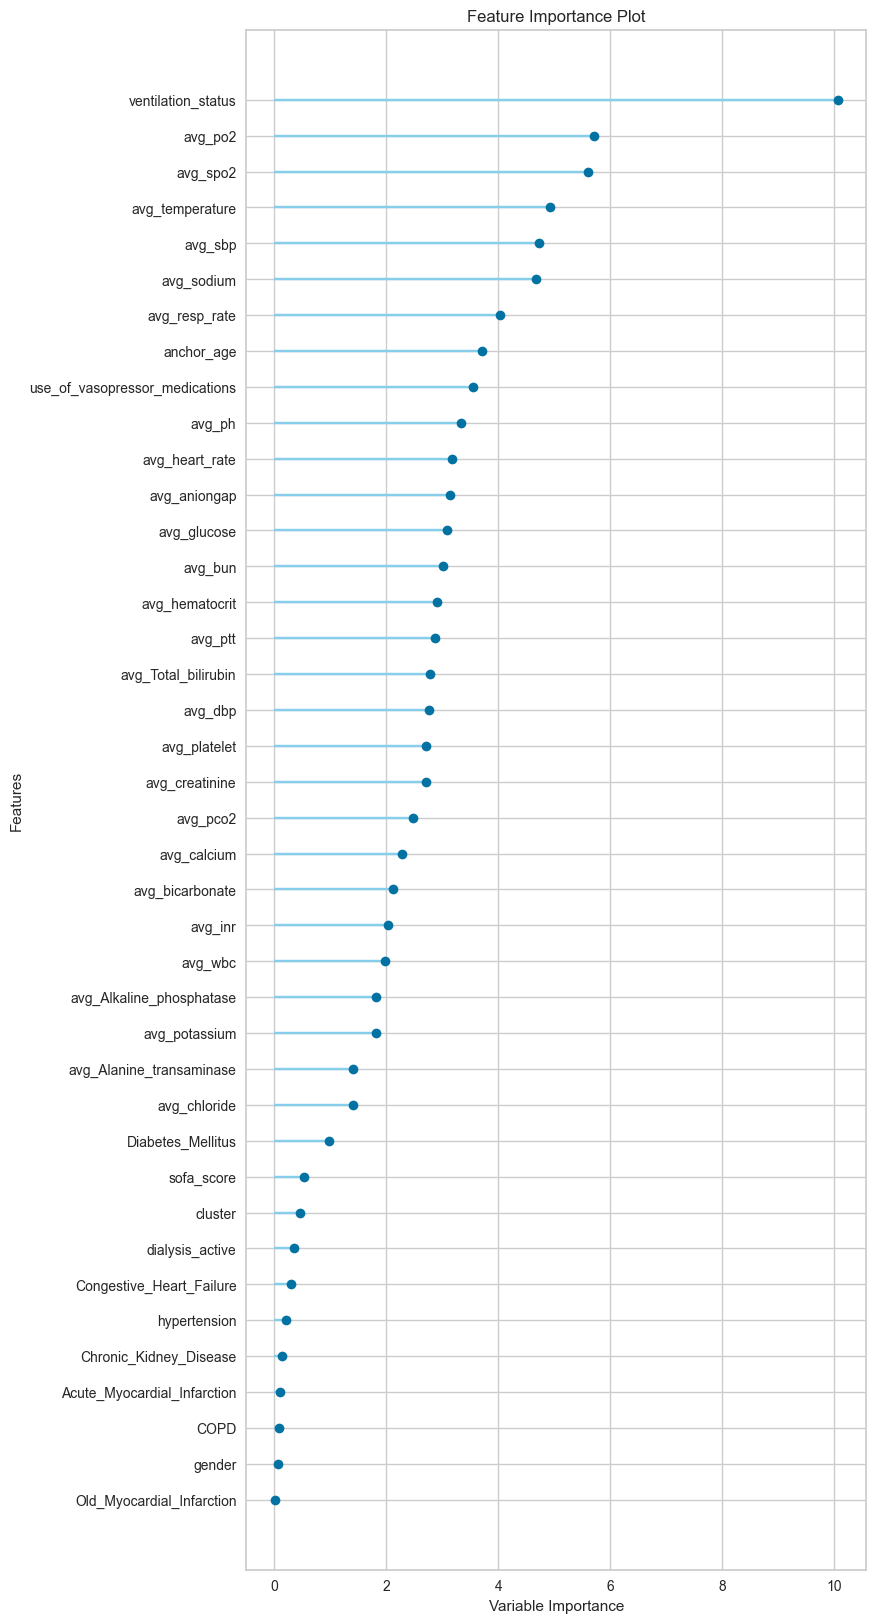 Feature Importance Plot
ventilation_status
avg_po2
avg_spo2
avg_temperature
avg_sbp
avg_sodium
avg_resp_rate
anchor_age
use_of_vasopressor_medications
avg_ph
avg_heart_rate
avg_aniongap
avg_glucose
avg_bun
avg_hematocrit
avg_ptt
avg_Total_bilirubin
avg_dbp
avg_platelet
avg_creatinine
avg_pco2
avg_calcium
avg_bicarbonate
avg_inr
avg_wbc
avg_Alkaline_phosphatase
avg_potassium
avg_Alanine_transaminase
avg_chloride
Diabetes_Mellitus
sofa_score
cluster
dialysis_active
Congestive_Heart_Failure
hypertension
Chronic_Kidney_Disease
Acute_Myocardial_Infarction
COPD
gender
Old_Myocardial_Infarction
Features
0 2 4 6 8 10
Variable Importance